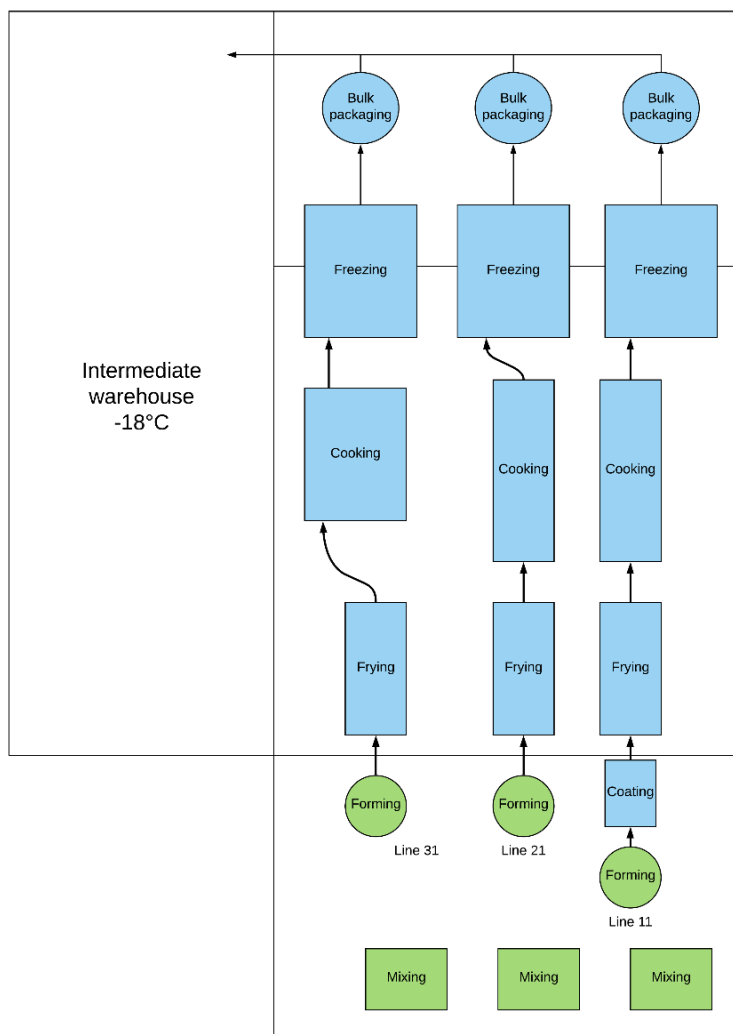 Bulk
packaging
Bulk
packaging
Bulk
packaging
Freezing
Freezing
Freezing
Intermediate
warehouse
-18°C
Cooking
Cooking
Cooking
Frying
Frying
Frying
Forming
Forming
Coating
Line 31
Line 21
Forming
Line 11
Mixing
Mixing
Mixing